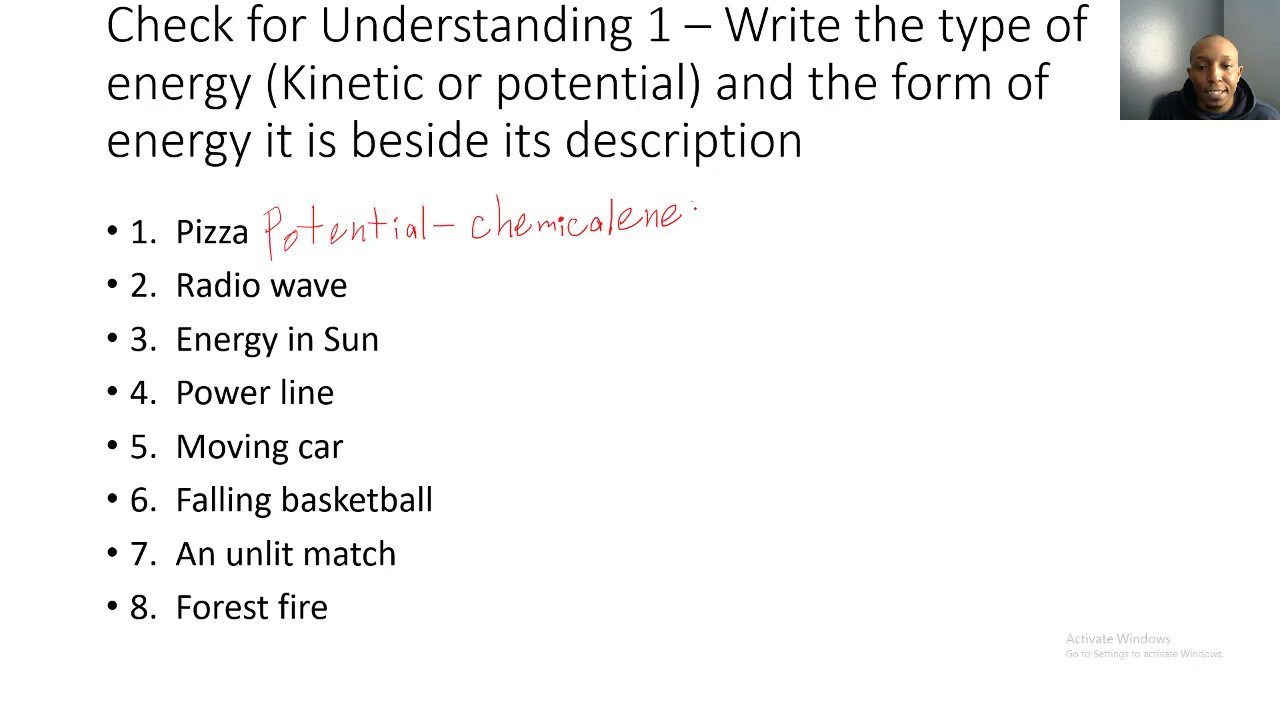 Check for Understanding 1 – Write the type of
energy (Kinetic or potential) and the form of
energy it is beside its description
• 1. Pizza Potential - chemical ene
• 2. Radio wave
• 3. Energy in Sun
• 4. Power line
• 5. Moving car
• 6. Falling basketball
• 7. An unlit match
• 8. Forest fire
Activate Windows
Go to Settings to activate Windows.